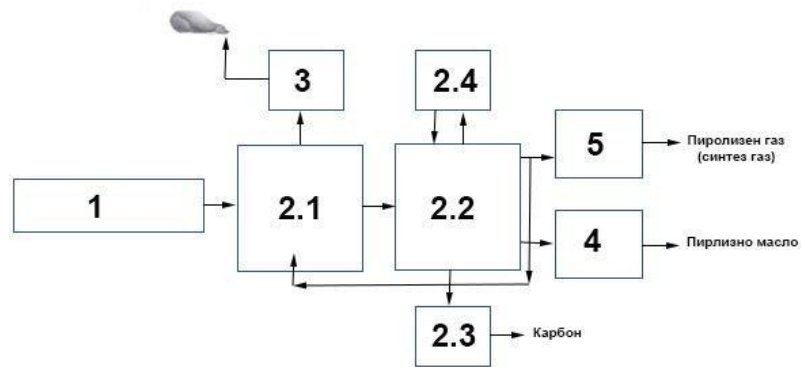 3
2.4
5
Пиролизен газ
(синтез газ)
1
2.1
2.2
4
Пирлизно масло
2.3
Карбон